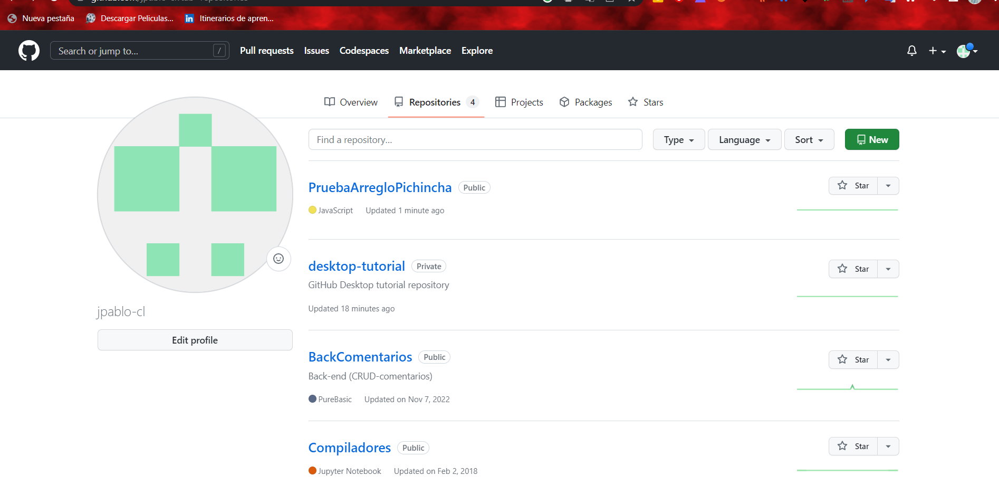 Nueva pestaña
Descargar Peliculas...
Itinerarios de apren...
Search or jump to...
/
Pull requests
Issues
Codespaces
Marketplace
Explore
Overview
Repositories 4
Projects
Packages
Stars
Find a repository...
Type
Language
Sort
New
PruebaArregloPichincha Public
Star
JavaScript Updated 1 minute ago
desktop-tutorial Private
Star
GitHub Desktop tutorial repository
Updated 18 minutes ago
jpablo-cl
Edit profile
BackComentarios Public
Star
Back-end (CRUD-comentarios)
PureBasic Updated on Nov 7, 2022
Compiladores Public
Star
Jupyter Notebook Updated on Feb 2, 2018